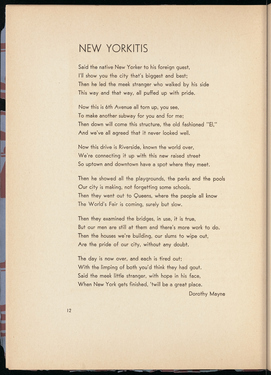 NEW YORKITIS
Said the native New Yorker to his foreign guest,
I'll show you the city that's biggest and best;
Then he led the meek stranger who walked by his side
This way and that way, all puffed up with pride.
Now this is 6th Avenue all torn up, you see,
To make another subway for you and for me;
Then down will come this structure, the old fashioned "El,"
And we've all agreed that it never looked well.
Now this drive is Riverside, known the world over,
We're connecting it up with this new raised street
So uptown and downtown have a spot where they meet.
Then he showed all the playgrounds, the parks and the pools
Our city is making, not forgetting some schools.
Then they went out to Queens, where the people all know
The World's Fair is coming, surely but slow.
Then they examined the bridges, in use, it is true,
But our men are still at them and there's more work to do.
Then the houses we're building, our slums to wipe out,
Are the pride of our city, without any doubt.
The day is now over, and each is tired out;
With the limping of both you'd think they had gout.
Said the meek little stranger, with hope in his face,
When New York gets finished, 'twill be a great place.
Dorothy Mayne
12